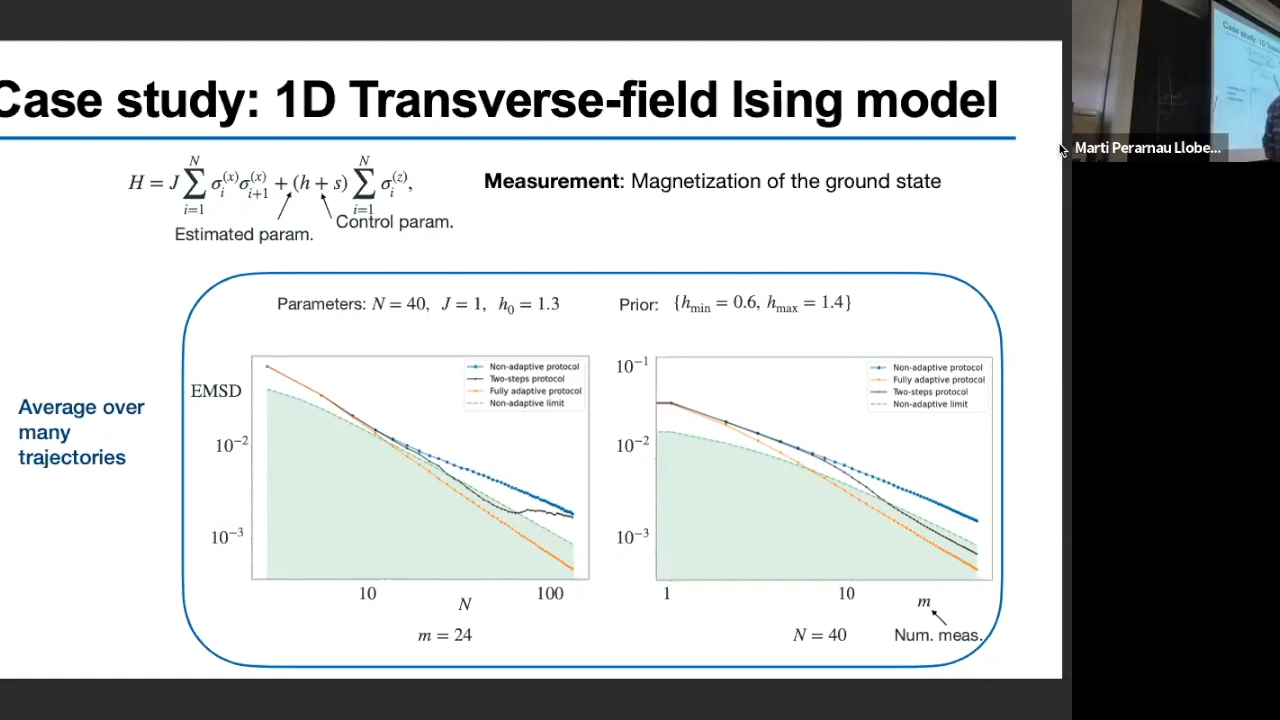 Case study: 1D Transverse-field Ising model
H = J∑_{i=1}^{N} σ_i^{(x)}σ_{i+1}^{(x)} + (h + s)∑_{i=1}^{N} σ_i^{(z)},
Measurement: Magnetization of the ground state
Control param.
Estimated param.
Marti Perarnau Llobe...
Parameters: N = 40, J = 1, h₀ = 1.3
Prior: {h_min = 0.6, h_max = 1.4}
Average over
many
trajectories
EMSD
10⁻²
10⁻³
Non-adaptive protocol
Two-steps protocol
Fully adaptive protocol
Non-adaptive limit
10
100
N
m = 24
10⁻¹
10⁻²
10⁻³
Non-adaptive protocol
Fully adaptive protocol
Two-steps protocol
Non-adaptive limit
1
10
m
N = 40
Num. meas.